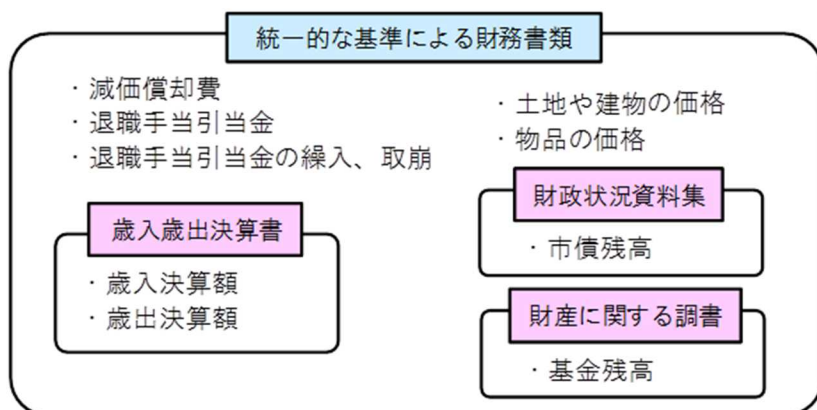 統一的な基準による財務書類
・減価償却費
・退職手当引当金
・退職手当引当金の繰入、取崩
・土地や建物の価格
・物品の価格
歳入歳出決算書
・歳入決算額
・歳出決算額
財政状況資料集
・市債残高
財産に関する調書
・基金残高